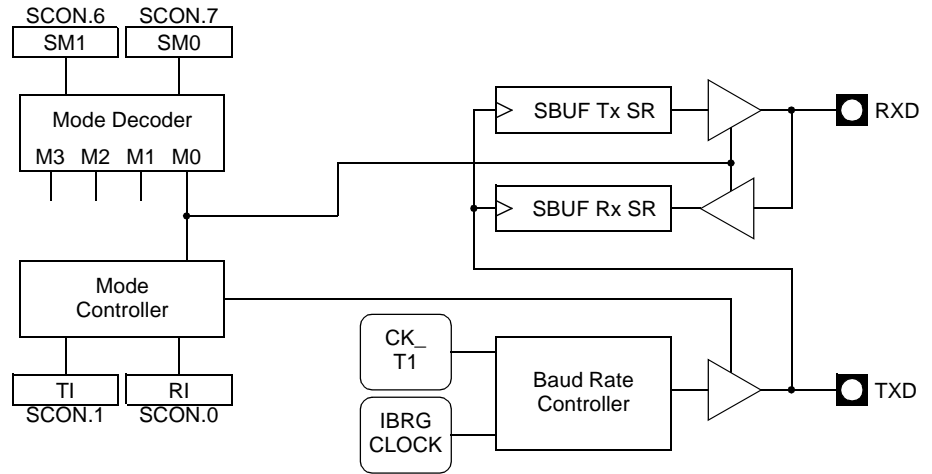 SCON.6 SCON.7
SM1 SM0
Mode Decoder
M3 M2 M1 M0
SBUF Tx SR
RXD
SBUF Rx SR
Mode
Controller
TI RI
SCON.1 SCON.0
CK_
T1
IBRG
CLOCK
Baud Rate
Controller
TXD